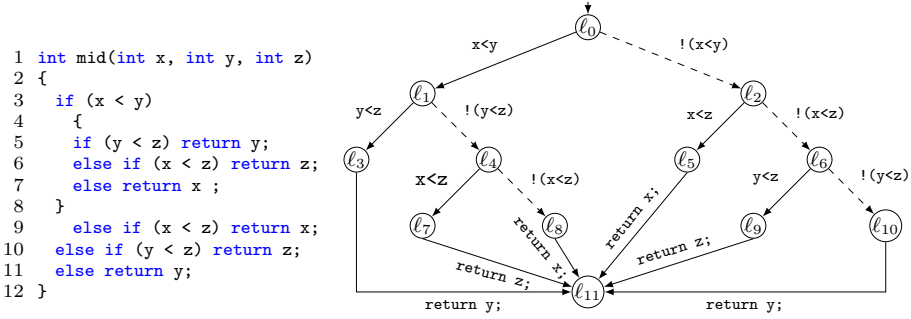 1 int mid(int x, int y, int z)
2 {
3 if (x < y)
4 {
5 if (y < z) return y;
6 else if (x < z) return z;
7 else return x ;
8 }
9 else if (x < z) return x;
10 else if (y < z) return z;
11 else return y;
12 }
ℓ0
x<y
!(x<y)
ℓ1
ℓ2
y<z
!(y<z)
x<z
!(x<z)
ℓ3
ℓ4
ℓ5
ℓ6
x<z
!(x<z)
y<z
!(y<z)
ℓ7
ℓ8
ℓ9
ℓ10
return x;
return x;
return z;
return z;
ℓ11
return y;
return y;